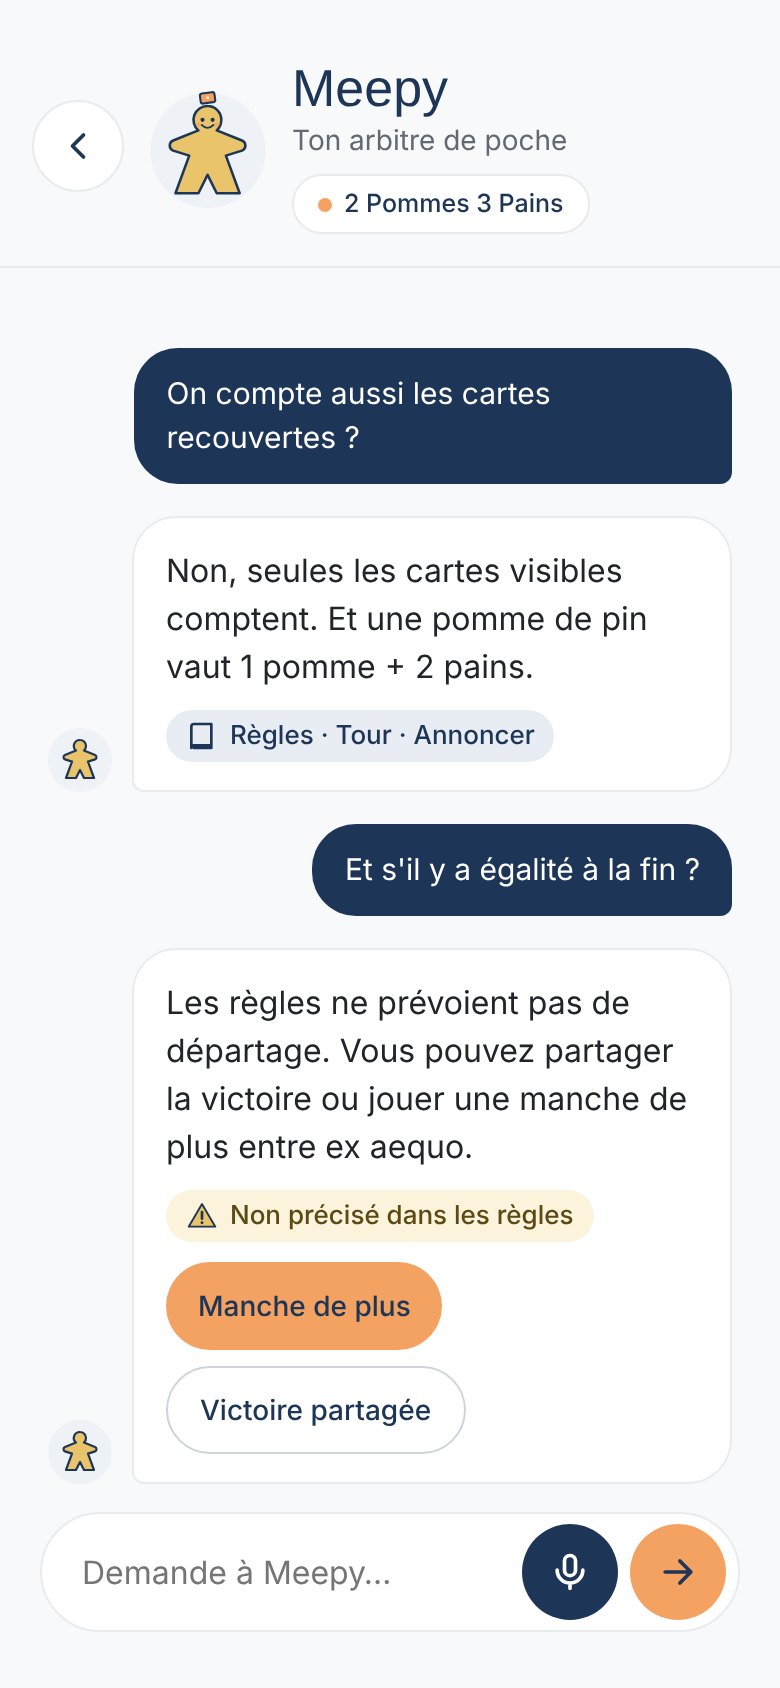 Meepy
Ton arbitre de poche
2 Pommes 3 Pains
On compte aussi les cartes
recouvertes ?
Non, seules les cartes visibles
comptent. Et une pomme de pin
vaut 1 pomme + 2 pains.
Règles · Tour · Annoncer
Et s'il y a égalité à la fin ?
Les règles ne prévoient pas de
départage. Vous pouvez partager
la victoire ou jouer une manche de
plus entre ex aequo.
Non précisé dans les règles
Manche de plus
Victoire partagée
Demande à Meepy...